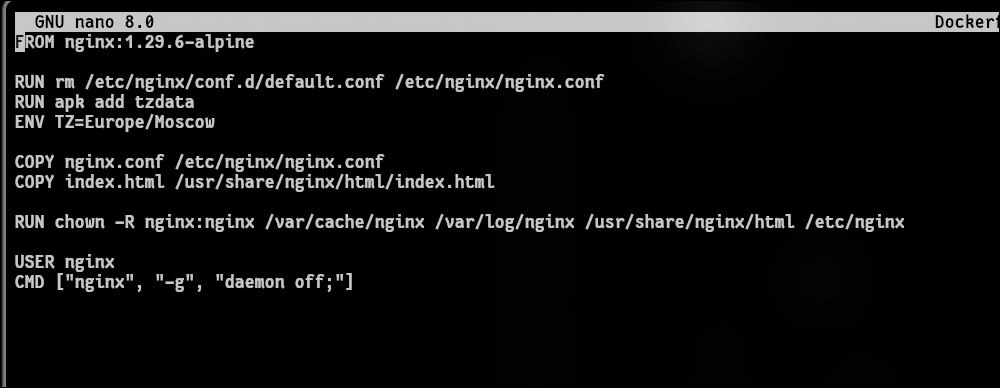 GNU nano 8.0 Dockerf
FROM nginx:1.29.6-alpine
RUN rm /etc/nginx/conf.d/default.conf /etc/nginx/nginx.conf
RUN apk add tzdata
ENV TZ=Europe/Moscow
COPY nginx.conf /etc/nginx/nginx.conf
COPY index.html /usr/share/nginx/html/index.html
RUN chown -R nginx:nginx /var/cache/nginx /var/log/nginx /usr/share/nginx/html /etc/nginx
USER nginx
CMD ["nginx", "-g", "daemon off;"]